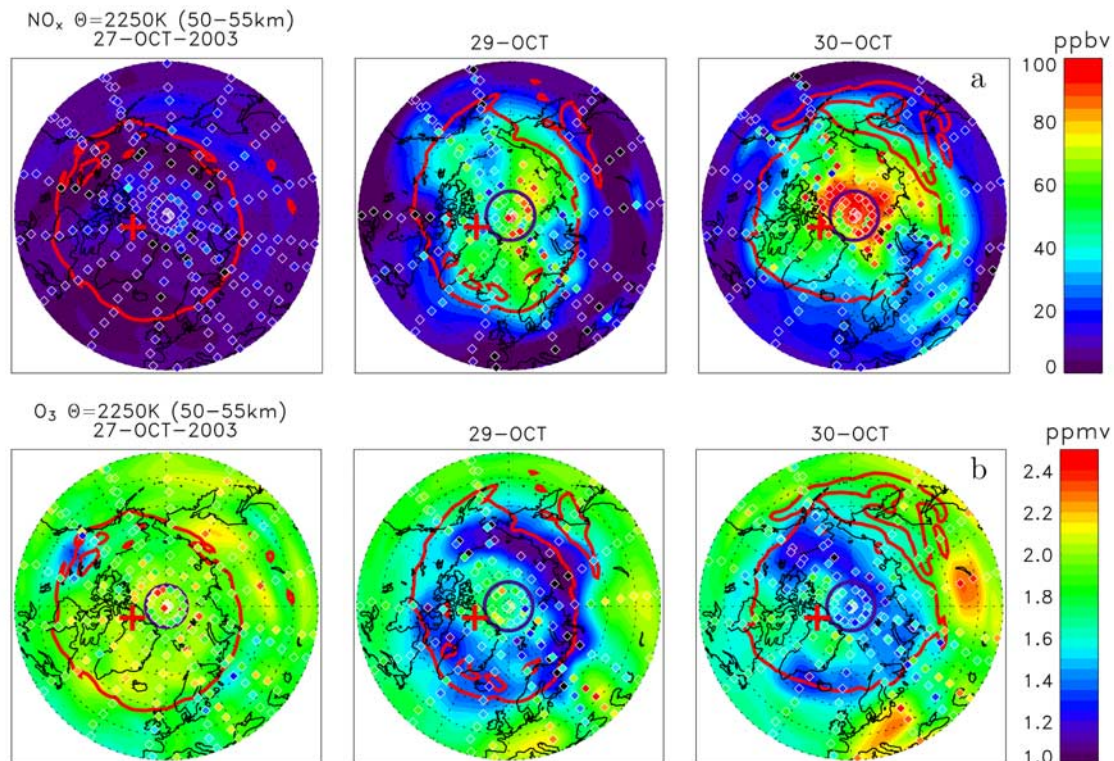 NOₓ Θ=2250K (50−55km)
27−OCT−2003
29−OCT
30−OCT
ppbv
a
100
80
60
40
20
0
O₃ Θ=2250K (50−55km)
27−OCT−2003
29−OCT
30−OCT
ppmv
b
2.4
2.2
2.0
1.8
1.6
1.4
1.2
1.0